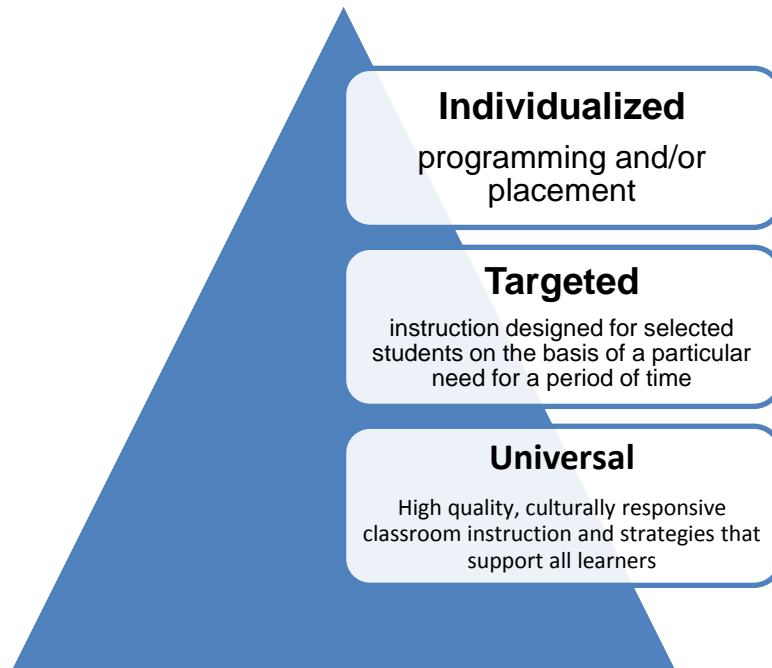 Individualized
programming and/or
placement
Targeted
instruction designed for selected
students on the basis of a particular
need for a period of time
Universal
High quality, culturally responsive
classroom instruction and strategies that
support all learners